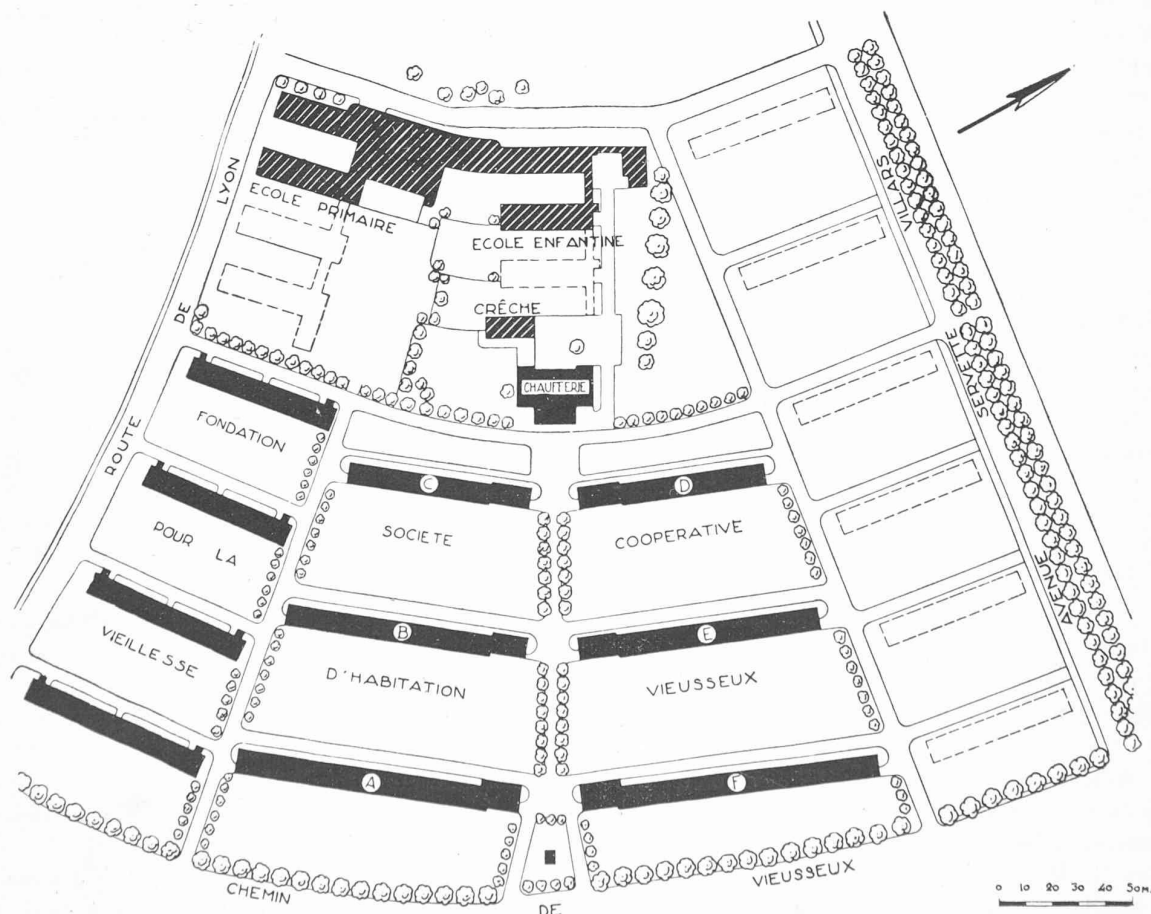 LYON
DE
ROUTE
ECOLE PRIMAIRE
ECOLE ENFANTINE
CRÊCHE
CHAUFFERIE
VILLARS
SERVETTE
AVENUE
FONDATION
POUR LA
VIEILLESSE
C
D
SOCIETE
COOPERATIVE
B
E
D'HABITATION
VIEUSSEUX
A
F
CHEMIN
DE
VIEUSSEUX
0 10 20 30 40 50M.